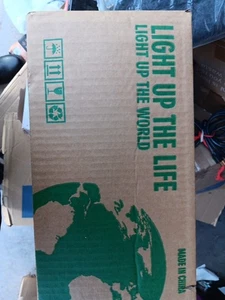 LIGHT UP THE LIFE
LIGHT UP THE WORLD
MADE IN CHINA